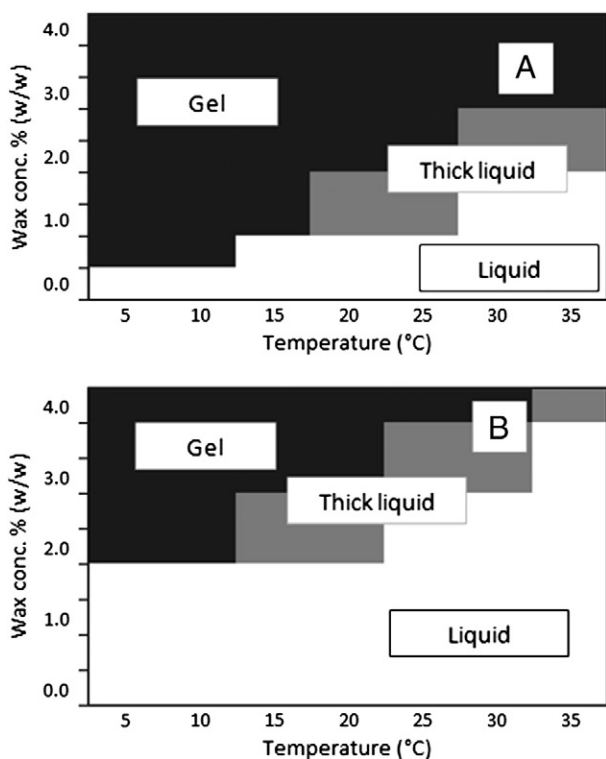 Wax conc. % (w/w)
4.0
3.0
2.0
1.0
0.0
A
Gel
Thick liquid
Liquid
5 10 15 20 25 30 35
Temperature (°C)
Wax conc. % (w/w)
4.0
3.0
2.0
1.0
0.0
B
Gel
Thick liquid
Liquid
5 10 15 20 25 30 35
Temperature (°C)